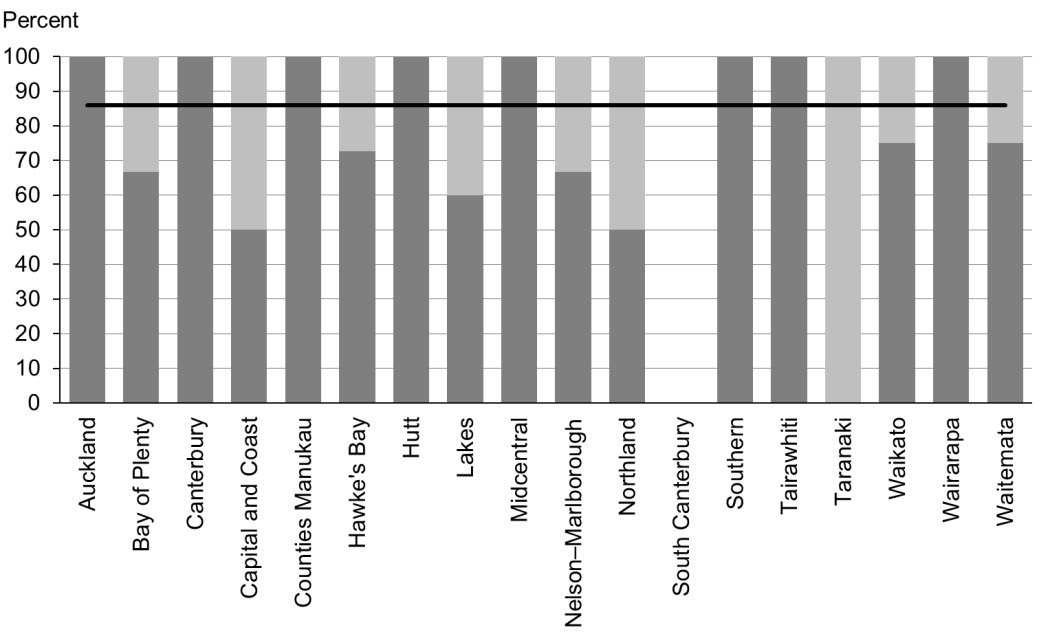 Percent
100
90
80
70
60
50
40
30
20
10
0
Auckland
Bay of Plenty
Canterbury
Capital and Coast
Counties Manukau
Hawke's Bay
Hutt
Lakes
Midcentral
Nelson–Marlborough
Northland
South Canterbury
Southern
Tairawhiti
Taranaki
Waikato
Wairarapa
Waitemata